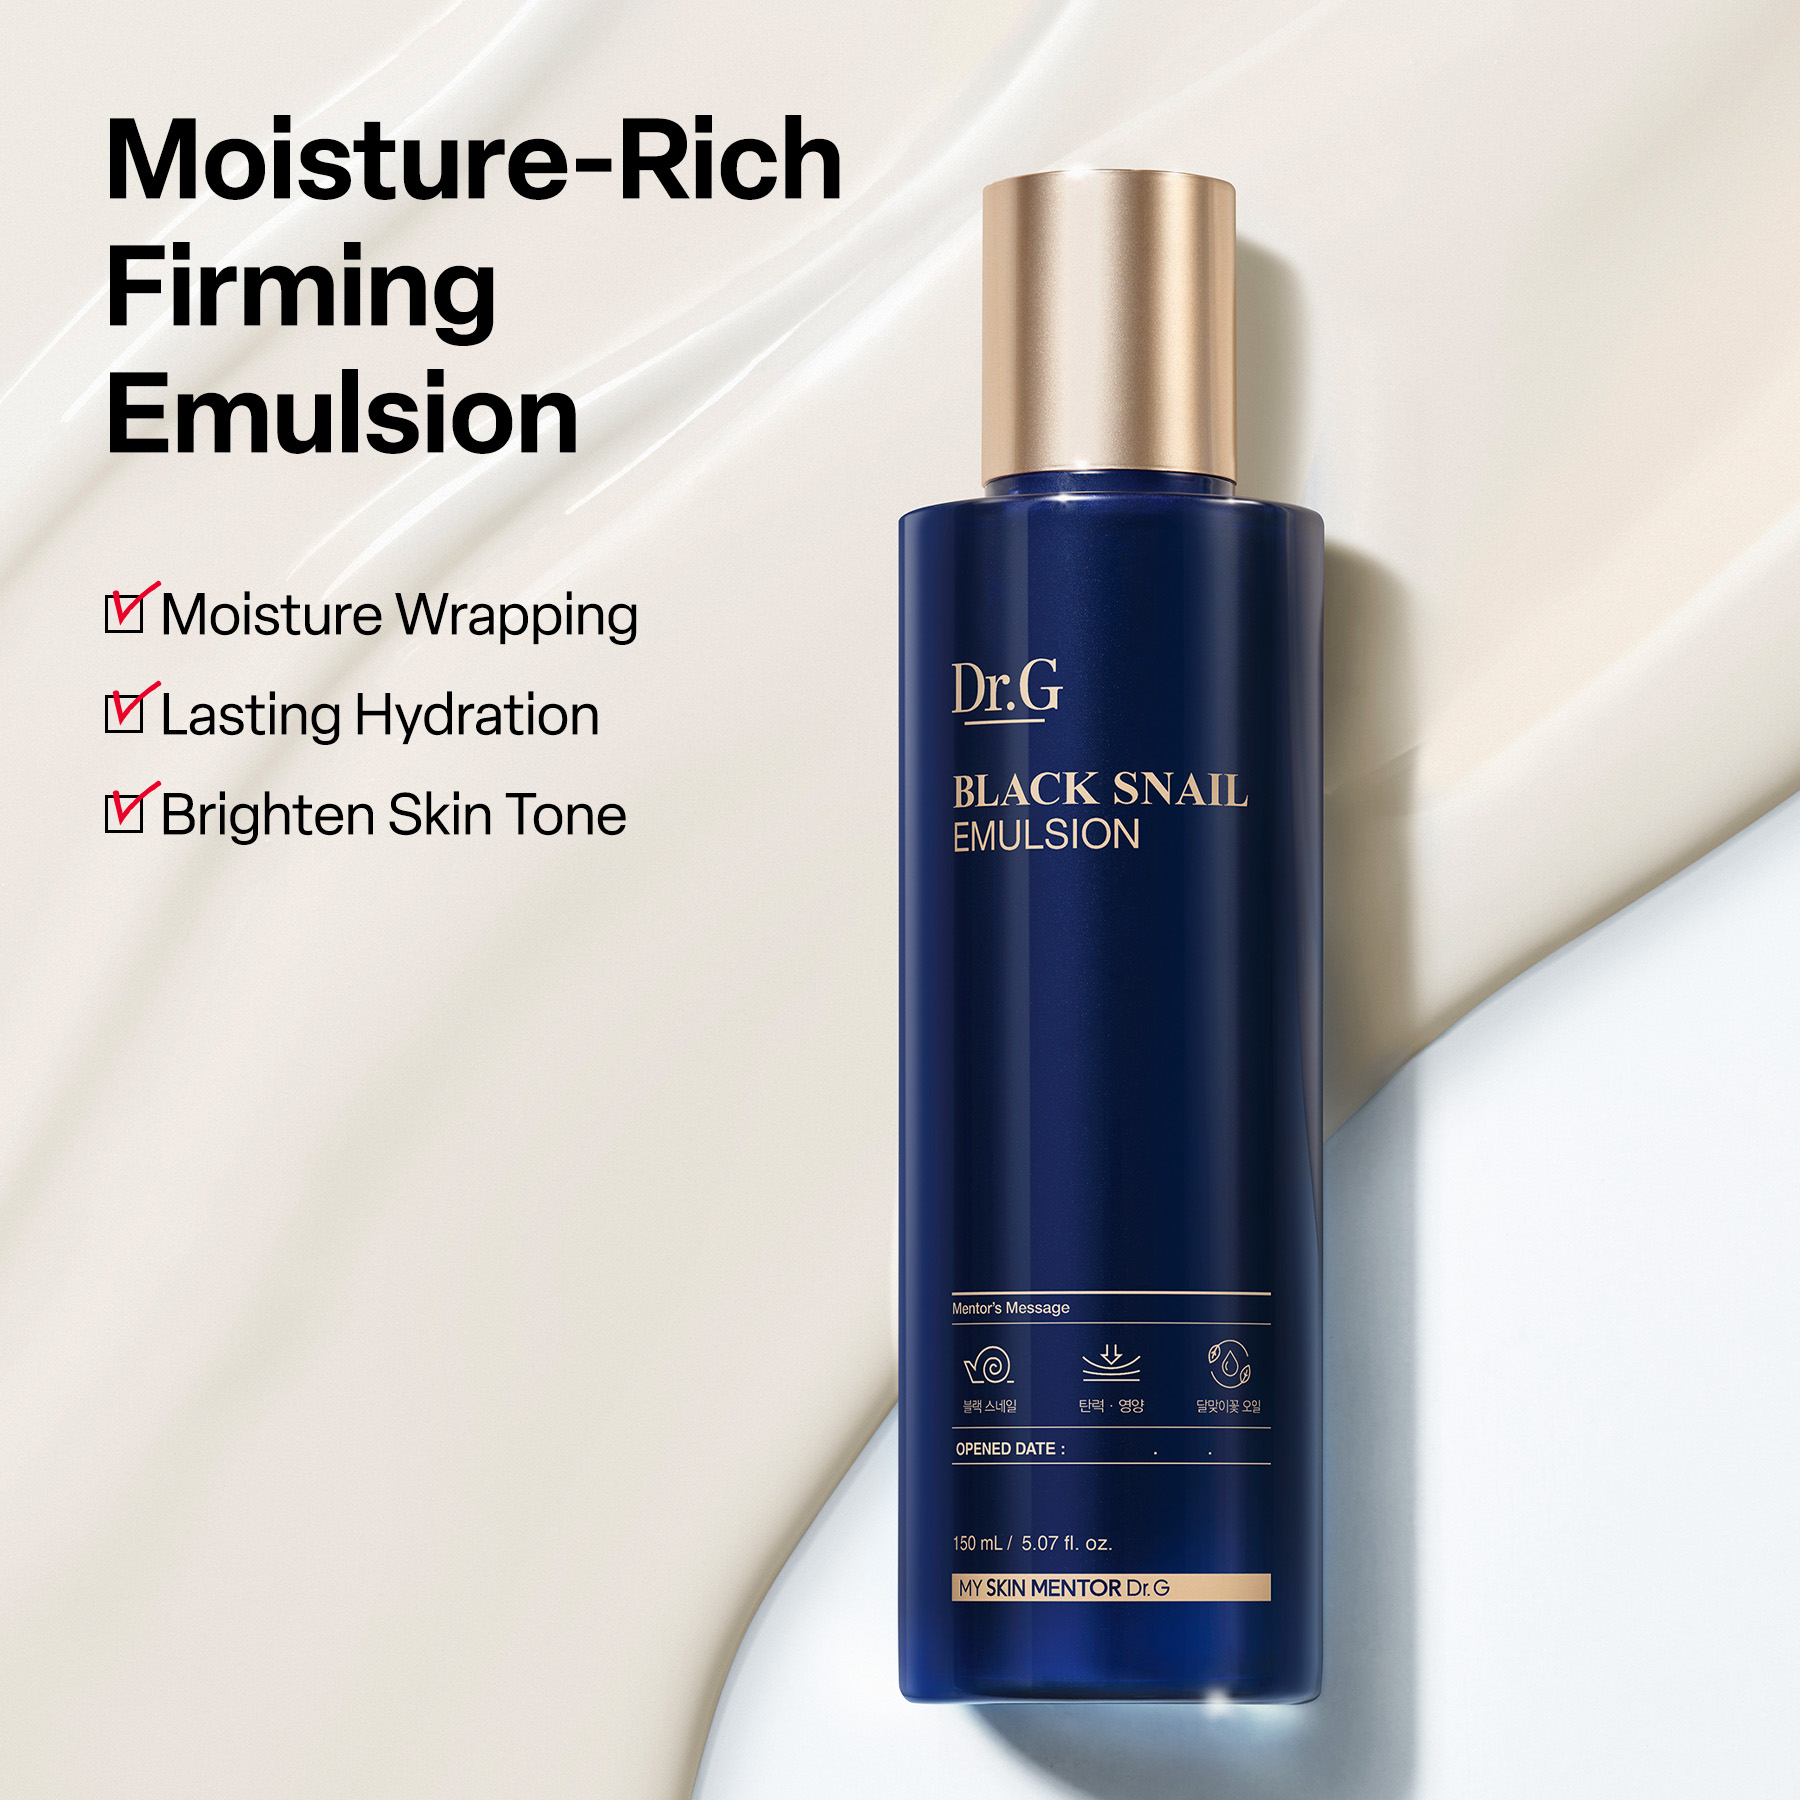 Moisture-Rich
Firming
Emulsion
Moisture Wrapping
Lasting Hydration
Brighten Skin Tone
Dr.G
BLACK SNAIL
EMULSION
Mentor's Message
블랙 스네일 탄력 · 영양 달맞이꽃 오일
OPENED DATE : . .
150 mL / 5.07 fl. oz.
MY SKIN MENTOR Dr.G